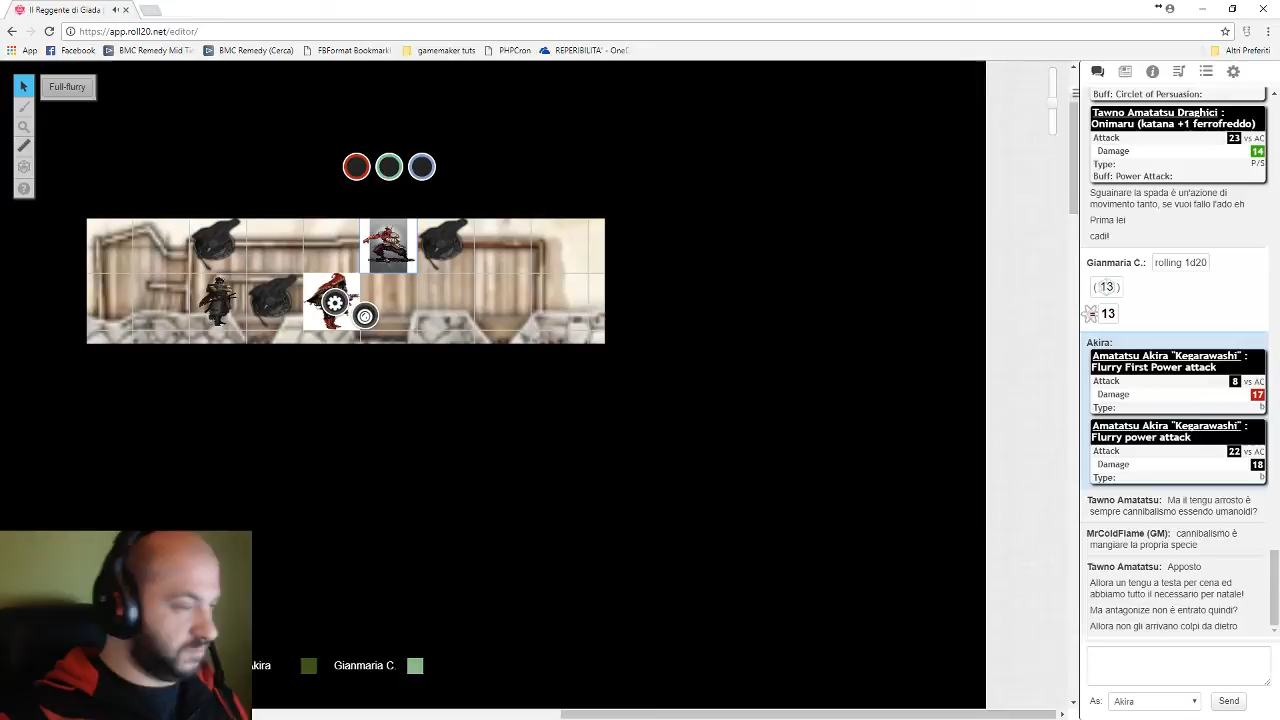 Il Reggente di Giada
Tawno
https://app.roll20.net/editor/
App Facebook BMC Remedy Mid Tie BMC Remedy (Cerca) FBFormat Bookmarkl gamemaker tuts PHPCron REPERIBILITA' - OneD Altri Preferiti
Full-flurry
Buff: Circlet of Persuasion:
Tawno Amatatsu Draghici :
Onimaru (katana +1 ferrofreddo)
Attack 23 vs AC
Damage 14
Type: P/S
Buff: Power Attack:
Sguainare la spada è un'azione di
movimento tanto, se vuoi fallo l'ado eh
Prima lei
cadi!
Gianmaria C.: rolling 1d20
(13)
= 13
Akira:
Amatatsu Akira "Kegarawashi" :
Flurry First Power attack
Attack 8 vs AC
Damage 17
Type: b
Amatatsu Akira "Kegarawashi" :
Flurry power attack
Attack 22 vs AC
Damage 18
Type: b
Tawno Amatatsu: Ma il tengu arrosto è
sempre cannibalismo essendo umanoidi?
MrColdFlame (GM): cannibalismo è
mangiare la propria specie
Tawno Amatatsu: Apposto
Allora un tengu a testa per cena ed
abbiamo tutto il necessario per natale!
Ma antagonize non è entrato quindi?
Allora non gli arrivano colpi da dietro
Akira Gianmaria C.
As: Akira Send